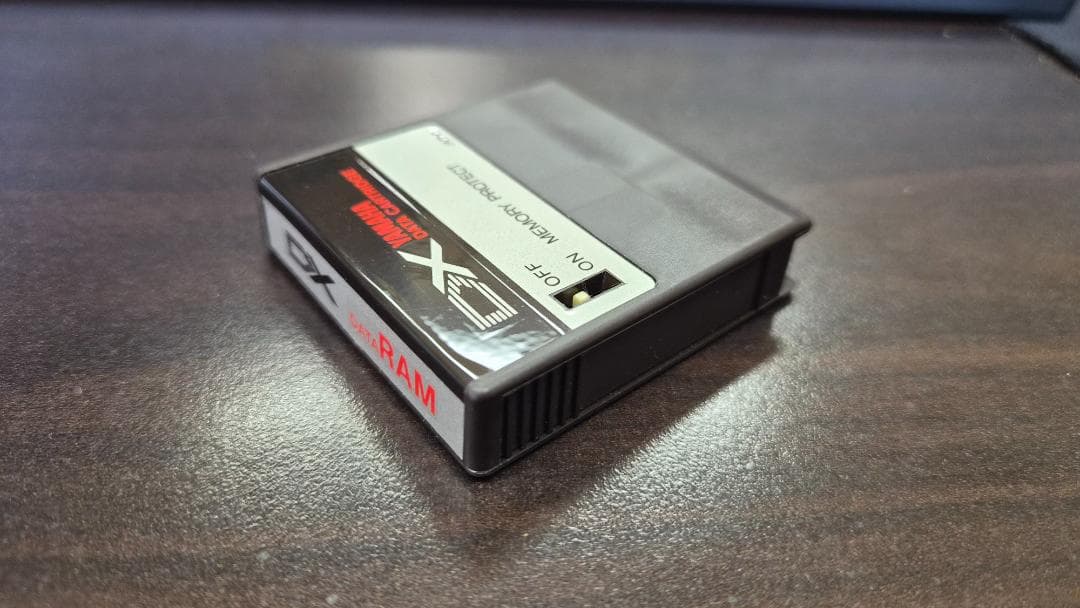 YAMAHA
DATA CARTRIDGE
DX
MEMORY PROTECT
ON
OFF
DX
DATA RAM